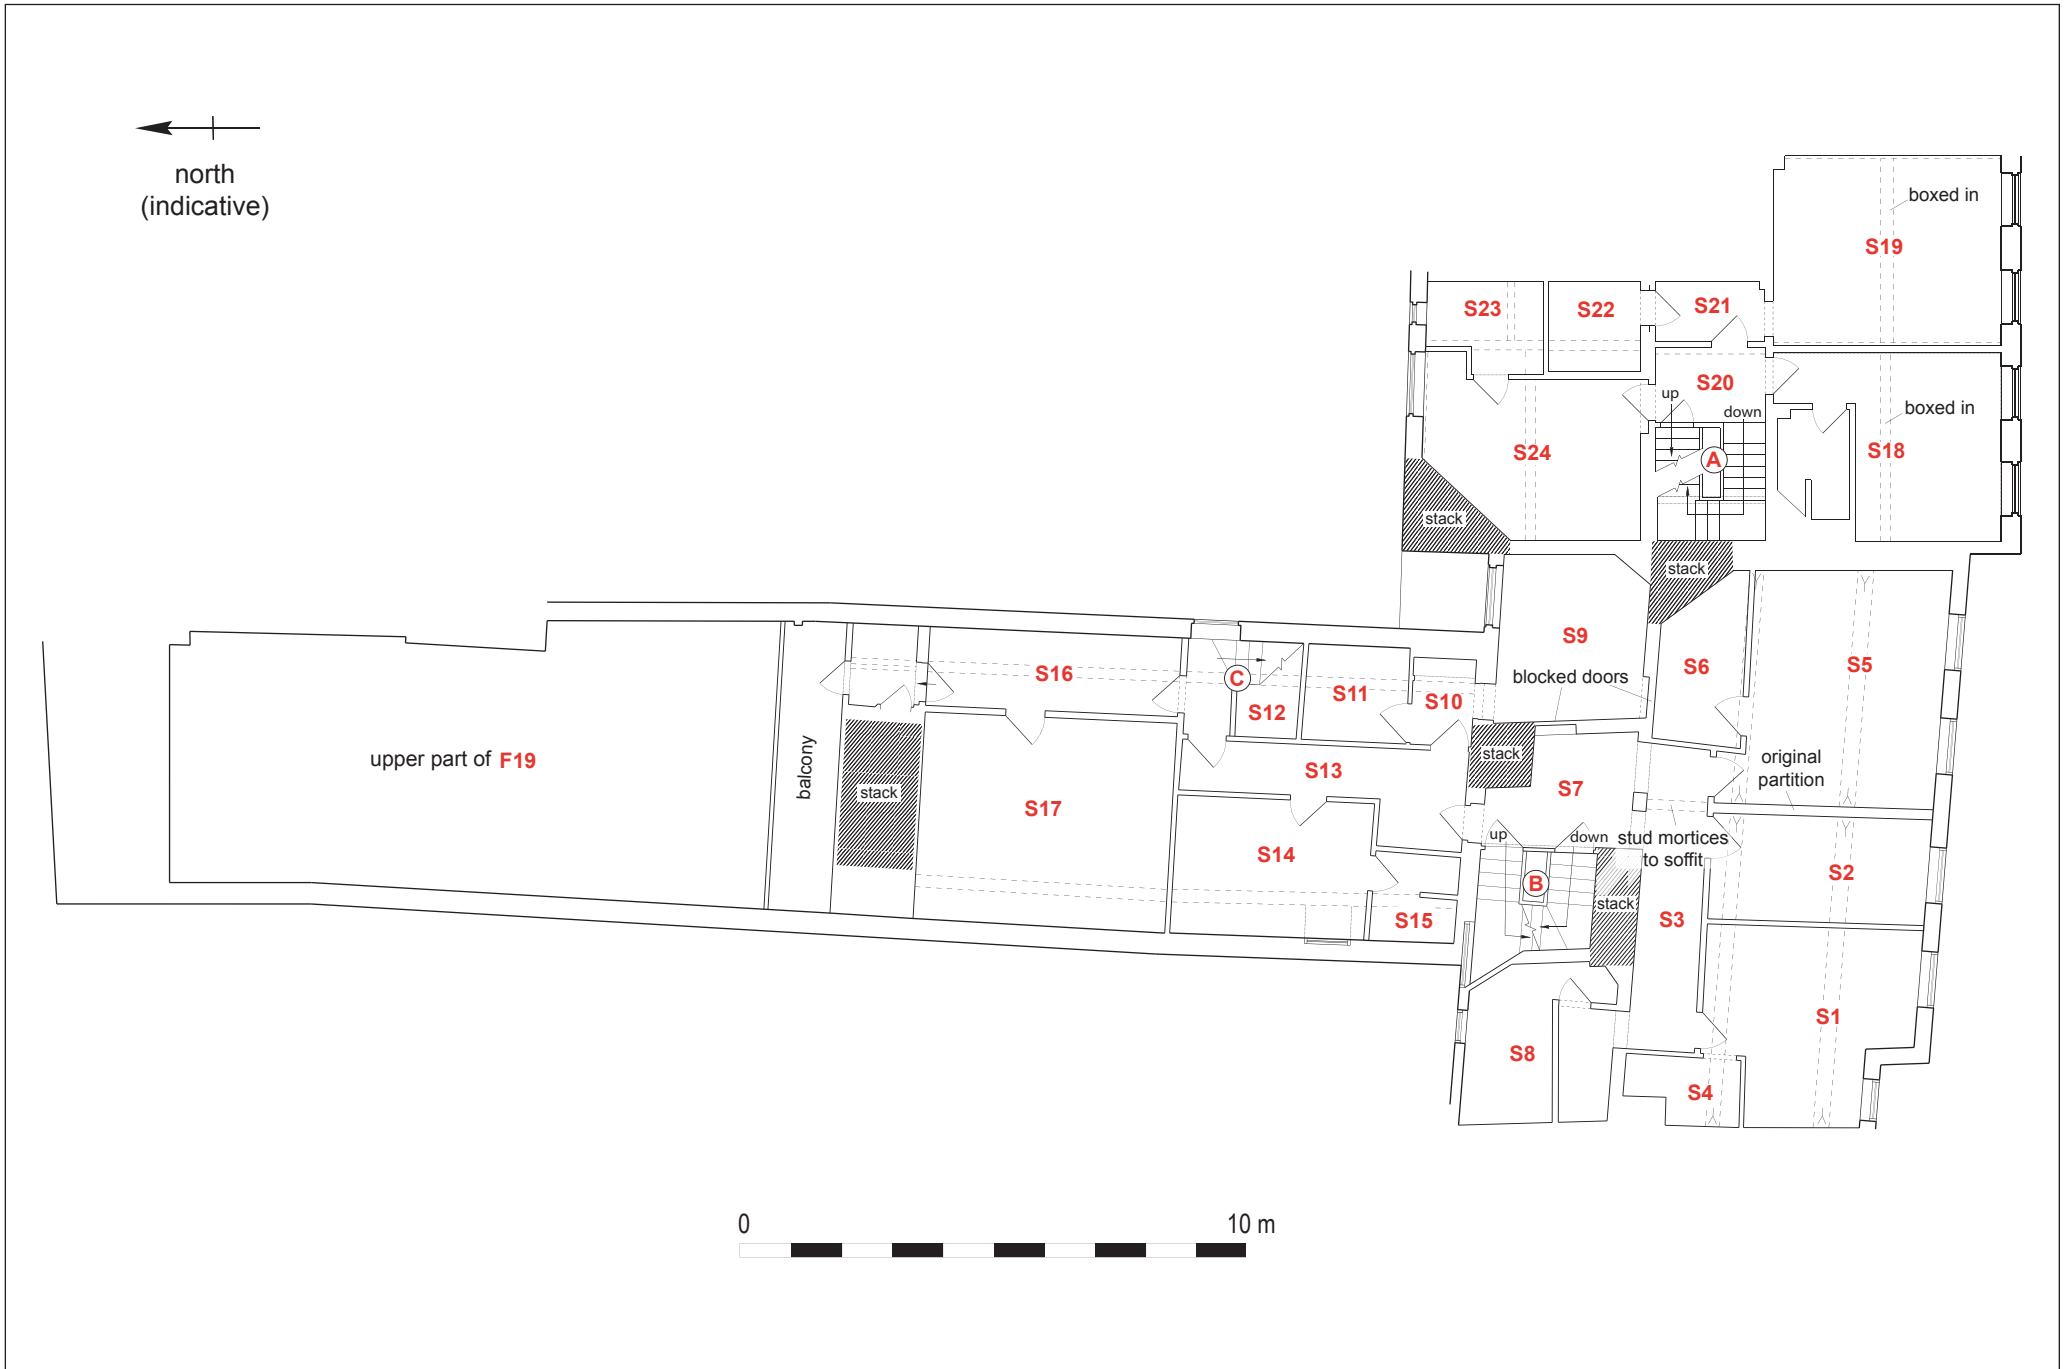 north
(indicative)
boxed in
S19
S23
S22
S21
S20
up
down
boxed in
S24
A
S18
stack
stack
S9
S6
S5
blocked doors
S16
C
S11
S10
S12
upper part of F19
balcony
stack
S17
S13
stack
S7
original
partition
up
down
stud mortices
to soffit
S14
B
S2
stack
S15
S3
S1
S8
S4
0
10 m